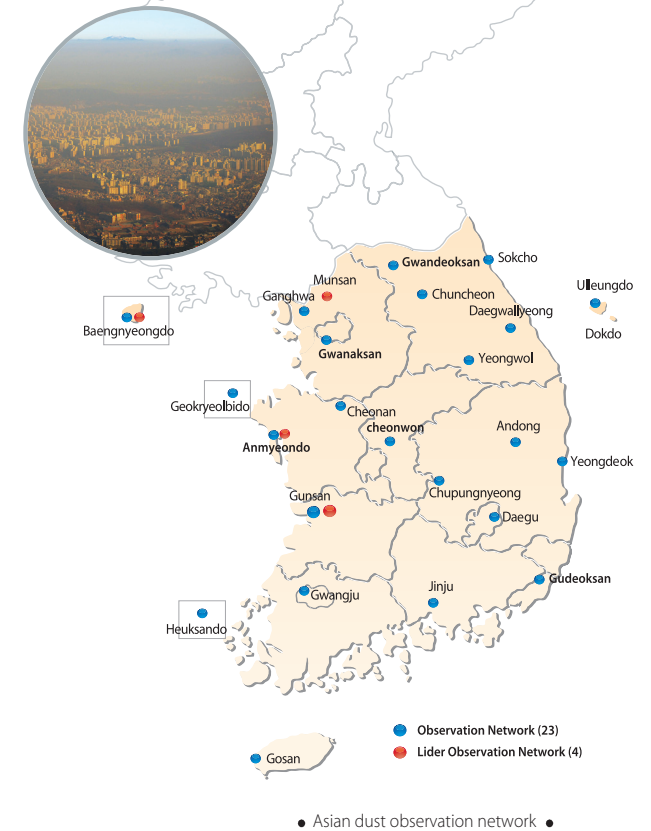 Gwandeoksan
Sokcho
Munsan
Ulleungdo
Ganghwa
Chuncheon
Daegwallyeong
Baengnyeongdo
Dokdo
Gwanaksan
Yeongwol
Geokryeolbido
Cheonan
cheonwon
Andong
Anmyeondo
Yeongdeok
Gunsan
Chupungnyeong
Daegu
Gudeoksan
Jinju
Gwangju
Heuksando
Observation Network (23)
Lider Observation Network (4)
Gosan
● Asian dust observation network ●